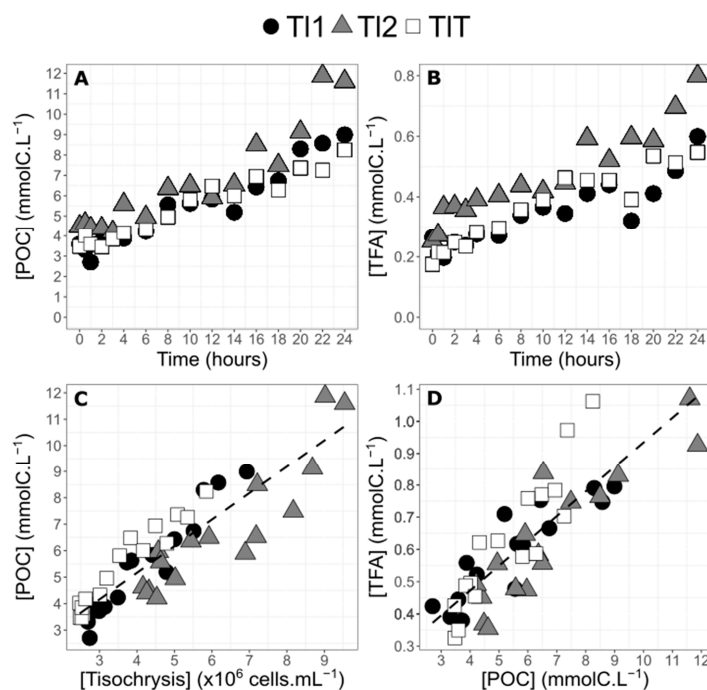 TI1 TI2 TIT
A
[POC] (mmolC.L⁻¹)
12
11
10
9
8
7
6
5
4
3
2
1
0
0 2 4 6 8 10 12 14 16 18 20 22 24
Time (hours)
B
[TFA] (mmolC.L⁻¹)
0.8
0.6
0.4
0.2
0.0
0 2 4 6 8 10 12 14 16 18 20 22 24
Time (hours)
C
[POC] (mmolC.L⁻¹)
12
11
10
9
8
7
6
5
4
3
2
1
0
3 4 5 6 7 8 9
[Tisochrysis] (x10⁶ cells.mL⁻¹)
D
[TFA] (mmolC.L⁻¹)
1.1
1.0
0.9
0.8
0.7
0.6
0.5
0.4
0.3
3 4 5 6 7 8 9 10 11 12
[POC] (mmolC.L⁻¹)